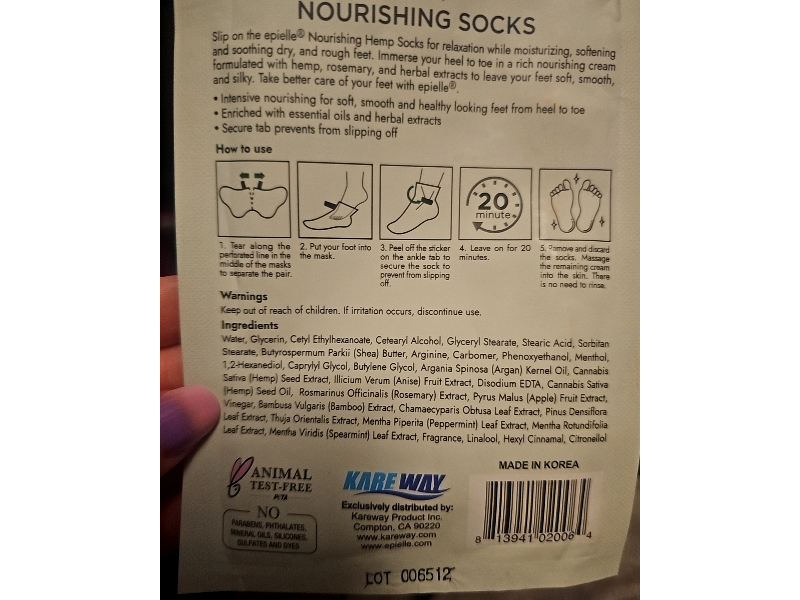 NOURISHING SOCKS
Slip on the epielle® Nourishing Hemp Socks for relaxation while moisturizing, softening
and soothing dry, and rough feet. Immerse your heel to toe in a rich nourishing cream
formulated with hemp, rosemary, and herbal extracts to leave your feet soft, smooth,
and silky. Take better care of your feet with epielle®.
• Intensive nourishing for soft, smooth and healthy looking feet from heel to toe
• Enriched with essential oils and herbal extracts
• Secure tab prevents from slipping off
How to use
20
minute
1. Tear along the
perforated line in the
middle of the masks
to separate the pair.
2. Put your foot into
the mask.
3. Peel off the sticker
on the ankle tab to
secure the sock to
prevent from slipping
off.
4. Leave on for 20
minutes.
5. Remove and discard
the socks. Massage
the remaining cream
into the skin. There
is no need to rinse.
Warnings
Keep out of reach of children. If irritation occurs, discontinue use.
Ingredients
Water, Glycerin, Cetyl Ethylhexanoate, Cetearyl Alcohol, Glyceryl Stearate, Stearic Acid, Sorbitan
Stearate, Butyrospermum Parkii (Shea) Butter, Arginine, Carbomer, Phenoxyethanol, Menthol,
1,2-Hexanediol, Caprylyl Glycol, Butylene Glycol, Argania Spinosa (Argan) Kernel Oil, Cannabis
Sativa (Hemp) Seed Extract, Illicium Verum (Anise) Fruit Extract, Disodium EDTA, Cannabis Sativa
(Hemp) Seed Oil, Rosmarinus Officinalis (Rosemary) Extract, Pyrus Malus (Apple) Fruit Extract,
Vinegar, Bambusa Vulgaris (Bamboo) Extract, Chamaecyparis Obtusa Leaf Extract, Pinus Densiflora
Leaf Extract, Thuja Orientalis Extract, Mentha Piperita (Peppermint) Leaf Extract, Mentha Rotundifolia
Leaf Extract, Mentha Viridis (Spearmint) Leaf Extract, Fragrance, Linalool, Hexyl Cinnamal, Citronellol
ANIMAL
TEST-FREE
PETA
NO
PARABENS, PHTHALATES,
MINERAL OILS, SILICONES,
SULFATES AND DYES
KAREWAY
Exclusively distributed by:
Kareway Product Inc.
Compton, CA 90220
www.kareway.com
www.epielle.com
MADE IN KOREA
8 13941 02006 4
LOT 006512